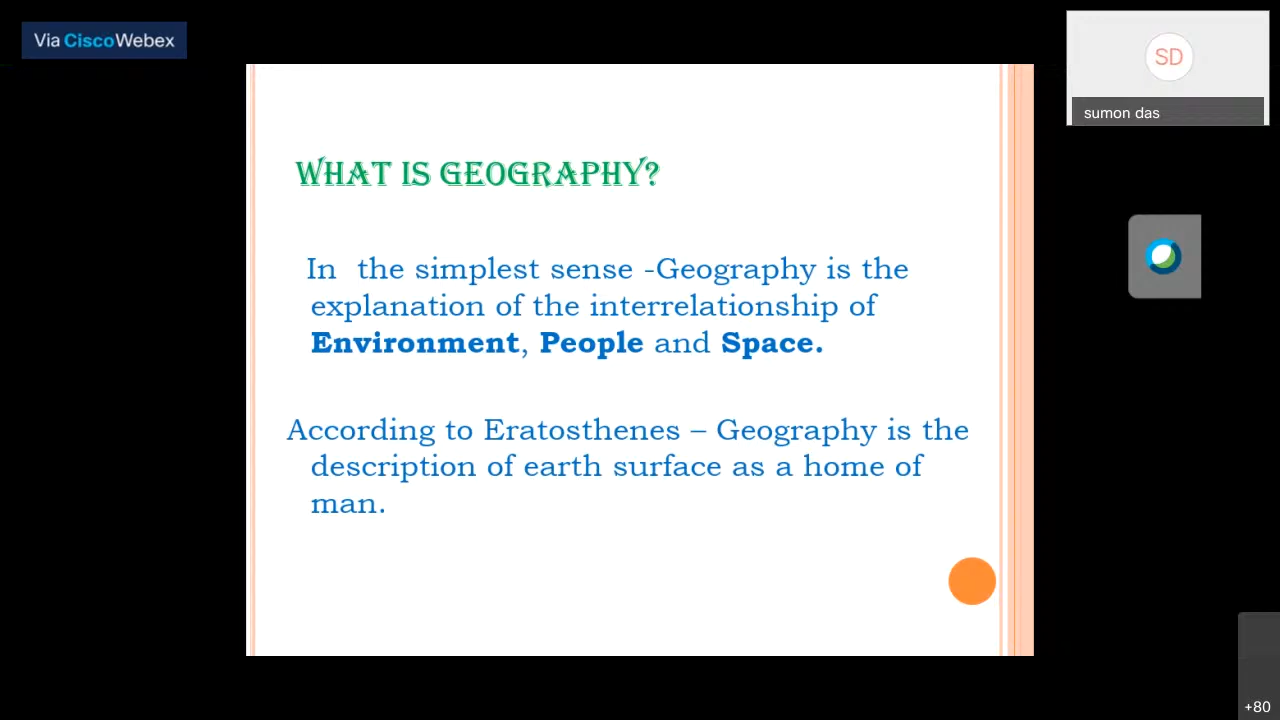 Via CiscoWebex
SD
sumon das
WHAT IS GEOGRAPHY?
In the simplest sense -Geography is the
explanation of the interrelationship of
Environment, People and Space.
According to Eratosthenes – Geography is the
description of earth surface as a home of
man.
+80